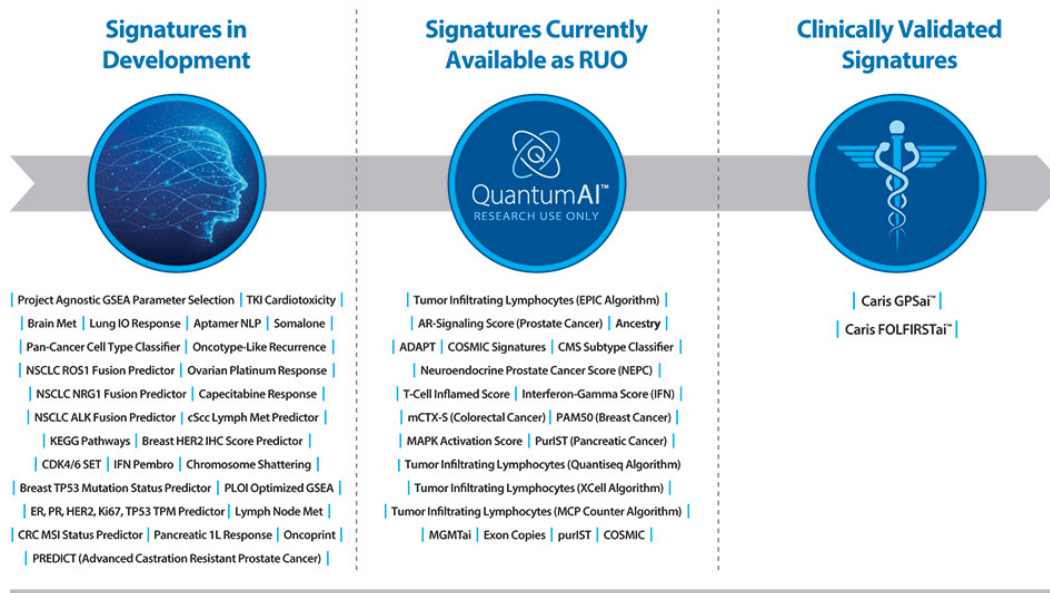 Signatures in
Development
Signatures Currently
Available as RUO
Clinically Validated
Signatures
Q
QuantumAI™
RESEARCH USE ONLY
| Project Agnostic GSEA Parameter Selection | TKI Cardiotoxicity |
| Brain Met | Lung IO Response | Aptamer NLP | Somalone |
| Pan-Cancer Cell Type Classifier | Oncotype-Like Recurrence |
| NSCLC ROS1 Fusion Predictor | Ovarian Platinum Response |
| NSCLC NRG1 Fusion Predictor | Capecitabine Response |
| NSCLC ALK Fusion Predictor | cScc Lymph Met Predictor |
| KEGG Pathways | Breast HER2 IHC Score Predictor |
| CDK4/6 SET | IFN Pembro | Chromosome Shattering |
| Breast TP53 Mutation Status Predictor | PLOI Optimized GSEA |
| ER, PR, HER2, Ki67, TP53 TPM Predictor | Lymph Node Met |
| CRC MSI Status Predictor | Pancreatic 1L Response | Oncoprint |
| PREDICT (Advanced Castration Resistant Prostate Cancer) |
| Tumor Infiltrating Lymphocytes (EPIC Algorithm) |
| AR-Signaling Score (Prostate Cancer) | Ancestry |
| ADAPT | COSMIC Signatures | CMS Subtype Classifier |
| Neuroendocrine Prostate Cancer Score (NEPC) |
| T-Cell Inflamed Score | Interferon-Gamma Score (IFN) |
| mCTX-S (Colorectal Cancer) | PAM50 (Breast Cancer) |
| MAPK Activation Score | PurIST (Pancreatic Cancer) |
| Tumor Infiltrating Lymphocytes (Quantiseq Algorithm)
| Tumor Infiltrating Lymphocytes (XCell Algorithm) |
| Tumor Infiltrating Lymphocytes (MCP Counter Algorithm) |
| MGMTai | Exon Copies | purIST | COSMIC |
| Caris GPSai™ |
| Caris FOLFIRSTai™ |